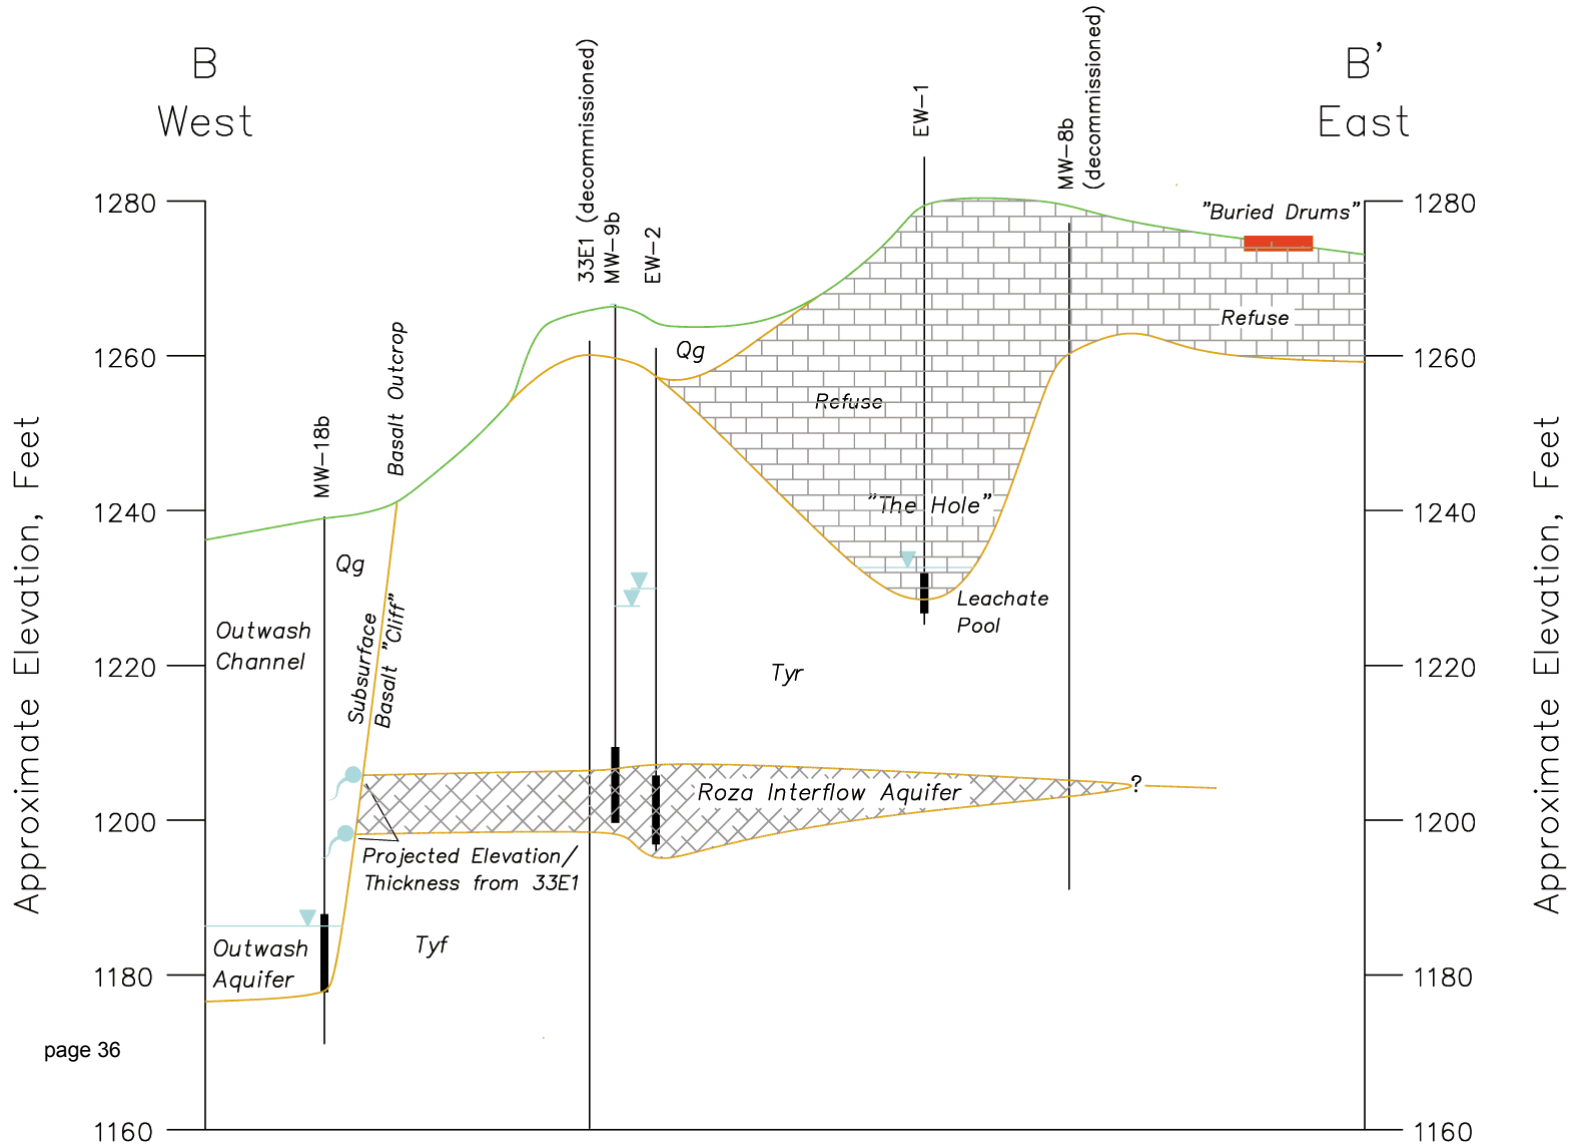 B
West
B'
East
33E1 (decommissioned)
MW-9b
EW-2
EW-1
MW-8b
(decommissioned)
MW-18b
Basalt Outcrop
"Buried Drums"
Refuse
Qg
Refuse
"The Hole"
Leachate
Pool
Qg
Outwash
Channel
Subsurface
Basalt "Cliff"
Tyr
Roza Interflow Aquifer
?
Projected Elevation/
Thickness from 33E1
Outwash
Aquifer
Tyf
Approximate Elevation, Feet
1280
1260
1240
1220
1200
1180
1160
1280
1260
1240
1220
1200
1180
1160
Approximate Elevation, Feet
page 36